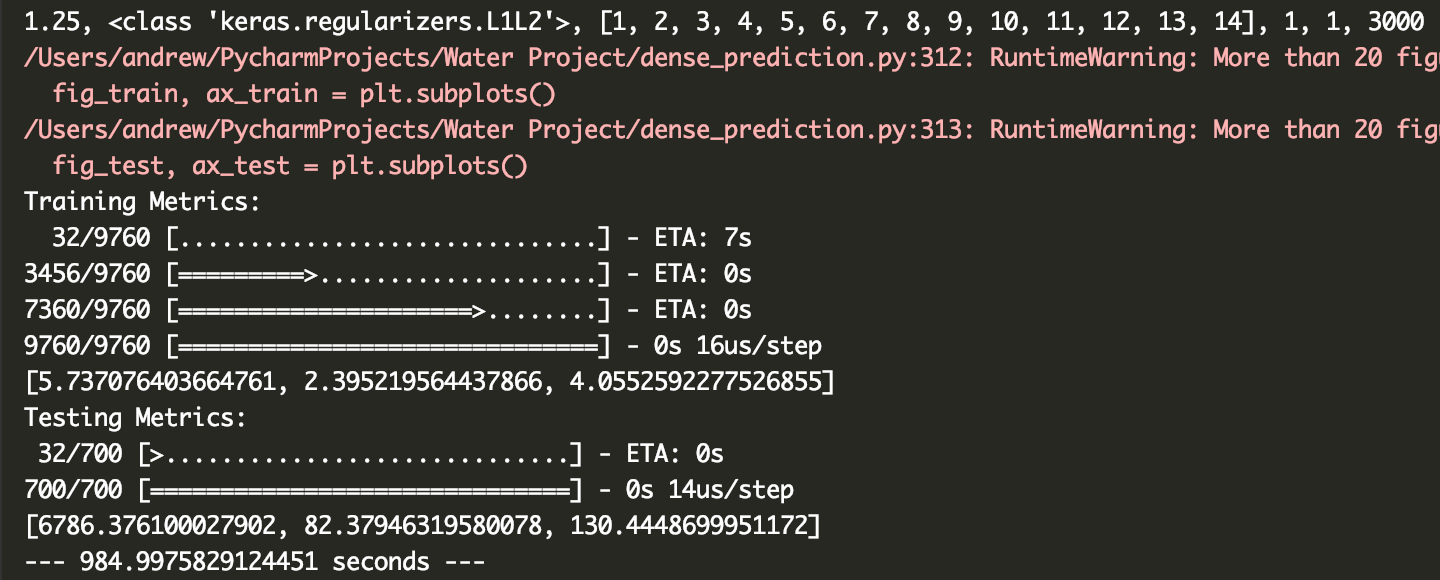 1.25, <class 'keras.regularizers.L1L2'>, [1, 2, 3, 4, 5, 6, 7, 8, 9, 10, 11, 12, 13, 14], 1, 1, 3000
/Users/andrew/PycharmProjects/Water Project/dense_prediction.py:312: RuntimeWarning: More than 20 figu
  fig_train, ax_train = plt.subplots()
/Users/andrew/PycharmProjects/Water Project/dense_prediction.py:313: RuntimeWarning: More than 20 figu
  fig_test, ax_test = plt.subplots()
Training Metrics:
  32/9760 [..............................] - ETA: 7s
3456/9760 [=========>....................] - ETA: 0s
7360/9760 [=====================>........] - ETA: 0s
9760/9760 [==============================] - 0s 16us/step
[5.737076403664761, 2.395219564437866, 4.0552592277526855]
Testing Metrics:
 32/700 [>.............................] - ETA: 0s
700/700 [==============================] - 0s 14us/step
[6786.376100027902, 82.37946319580078, 130.4448699951172]
--- 984.9975829124451 seconds ---